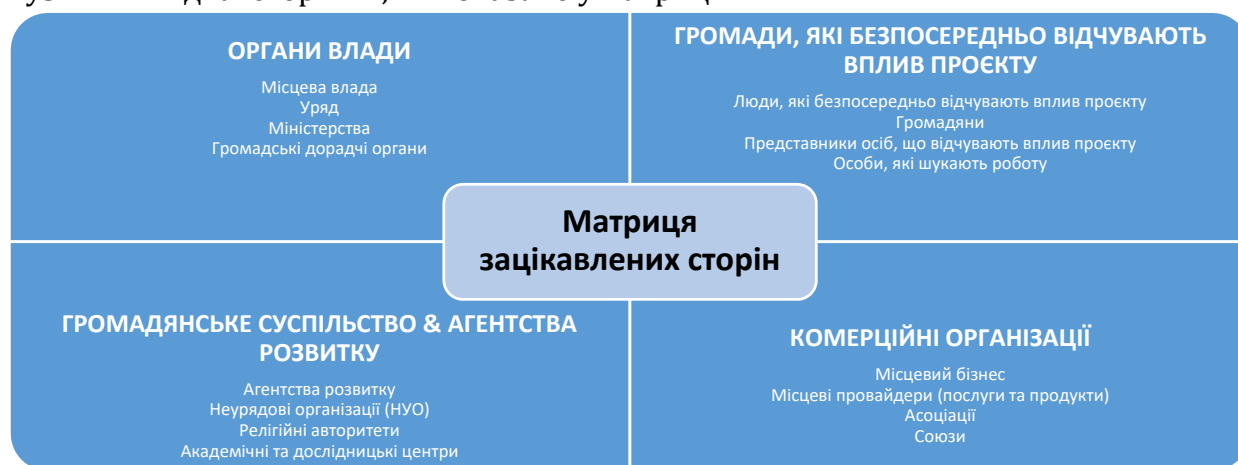 ОРГАНИ ВЛАДИ
Місцева влада
Уряд
Міністерства
Громадські дорадчі органи
ГРОМАДИ, ЯКІ БЕЗПОСЕРЕДНЬО ВІДЧУВАЮТЬ
ВПЛИВ ПРОЄКТУ
Люди, які безпосередньо відчувають вплив проєкту
Громадяни
Представники осіб, що відчувають вплив проєкту
Особи, які шукають роботу
Матриця
зацікавлених сторін
ГРОМАДЯНСЬКЕ СУСПІЛЬСТВО & АГЕНТСТВА
РОЗВИТКУ
Агентства розвитку
Неурядові організації (НУО)
Релігійні авторитети
Академічні та дослідницькі центри
КОМЕРЦІЙНІ ОРГАНІЗАЦІЇ
Місцевий бізнес
Місцеві провайдери (послуги та продукти)
Асоціації
Союзи